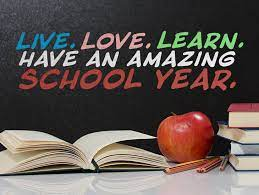 LIVE. LOVE. LEARN.
HAVE AN AMAZING
SCHOOL YEAR.